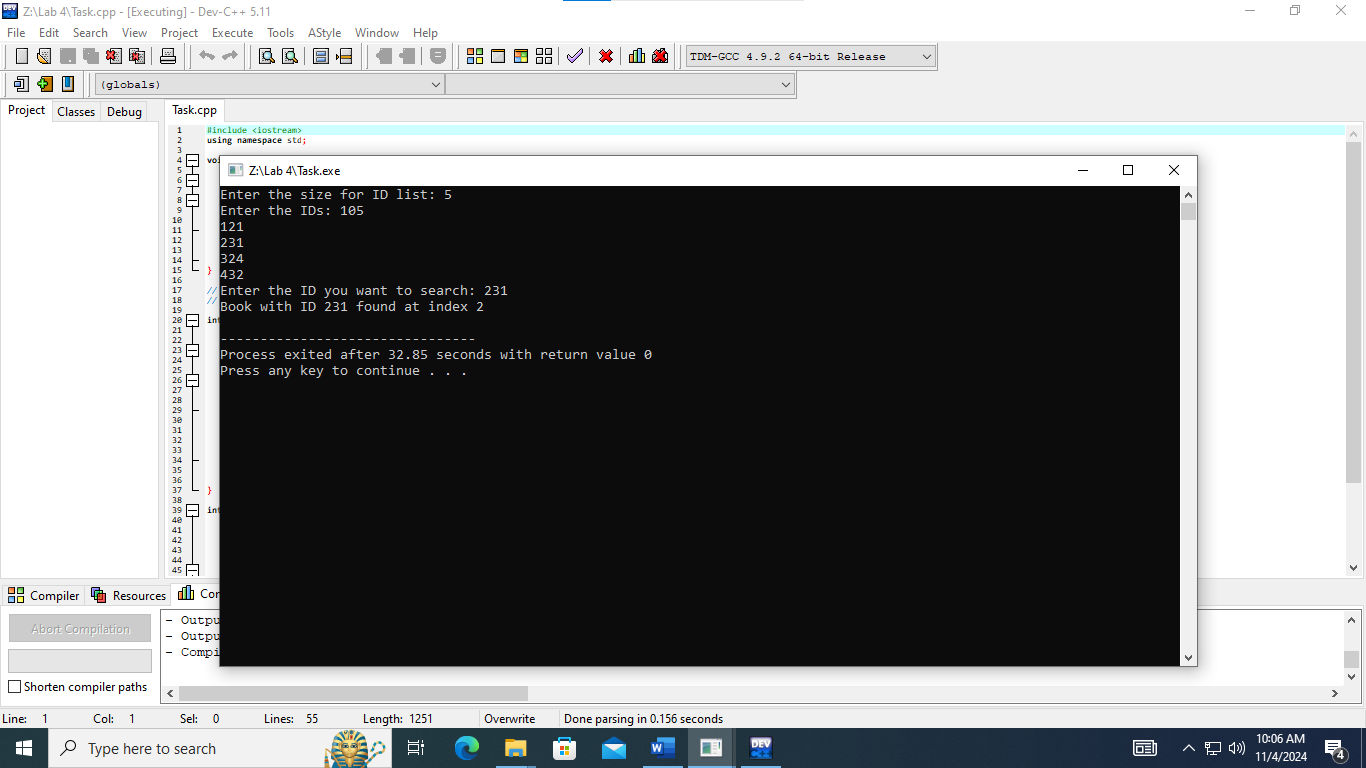 Z:\Lab 4\Task.cpp - [Executing] - Dev-C++ 5.11
File Edit Search View Project Execute Tools AStyle Window Help
TDM-GCC 4.9.2 64-bit Release
(globals)
Project Classes Debug
Task.cpp
1 #include <iostream>
2 using namespace std;
3
4 voi
5
6
7
8
9
10
11
12
13
14
15 }
16
17 //
18 //
19
20 int
21
22
23
24
25
26
27
28
29
30
31
32
33
34
35
36
37 }
38
39 int
40
41
42
43
44
45
Z:\Lab 4\Task.exe
Enter the size for ID list: 5
Enter the IDs: 105
121
231
324
432
Enter the ID you want to search: 231
Book with ID 231 found at index 2
--------------------------------
Process exited after 32.85 seconds with return value 0
Press any key to continue . . .
Compiler Resources Com
Abort Compilation
Shorten compiler paths
- Outpu
- Outpu
- Compi
Line: 1 Col: 1 Sel: 0 Lines: 55 Length: 1251 Overwrite Done parsing in 0.156 seconds
Type here to search
DEV
10:06 AM
11/4/2024
4